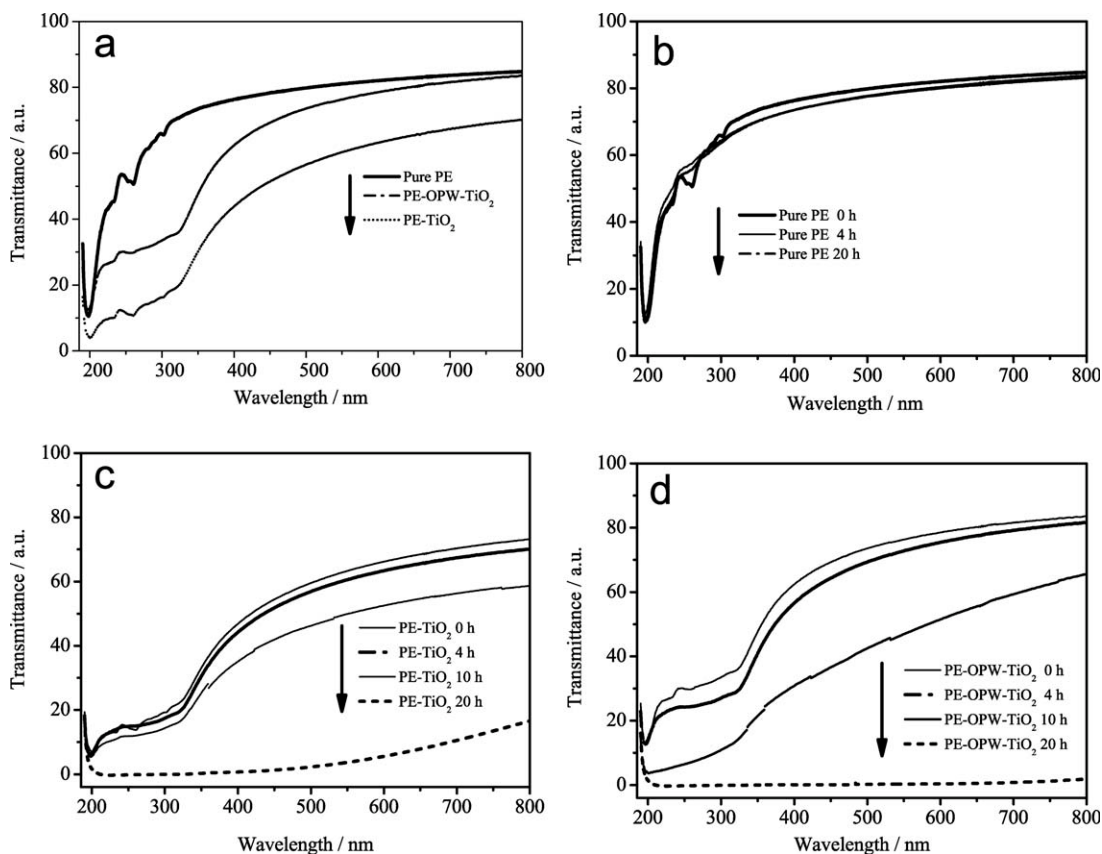 a
100
80
60
40
20
0
Transmittance / a.u.
Pure PE
PE-OPW-TiO₂
PE-TiO₂
200 300 400 500 600 700 800
Wavelength / nm
b
100
80
60
40
20
0
Transmittance / a.u.
Pure PE 0 h
Pure PE 4 h
Pure PE 20 h
200 300 400 500 600 700 800
Wavelength / nm
c
100
80
60
40
20
0
Transmittance / a.u.
PE-TiO₂ 0 h
PE-TiO₂ 4 h
PE-TiO₂ 10 h
PE-TiO₂ 20 h
200 300 400 500 600 700 800
Wavelength / nm
d
100
80
60
40
20
0
Transmittance / a.u.
PE-OPW-TiO₂ 0 h
PE-OPW-TiO₂ 4 h
PE-OPW-TiO₂ 10 h
PE-OPW-TiO₂ 20 h
200 300 400 500 600 700 800
Wavelength / nm